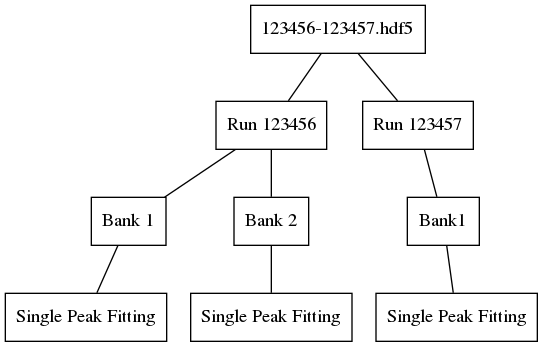 123456-123457.hdf5
Run 123456
Run 123457
Bank 1
Bank 2
Bank1
Single Peak Fitting
Single Peak Fitting
Single Peak Fitting